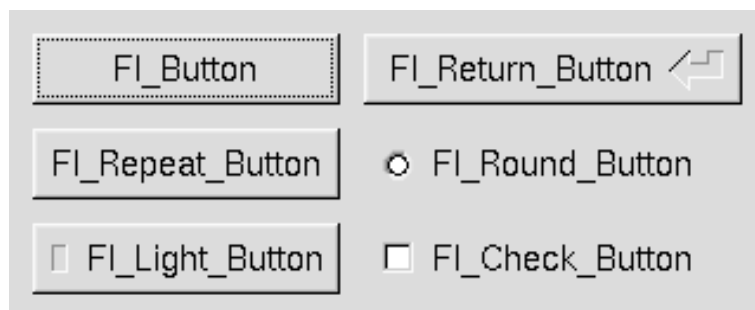 Fl_Button
Fl_Return_Button
Fl_Repeat_Button
Fl_Round_Button
Fl_Light_Button
Fl_Check_Button